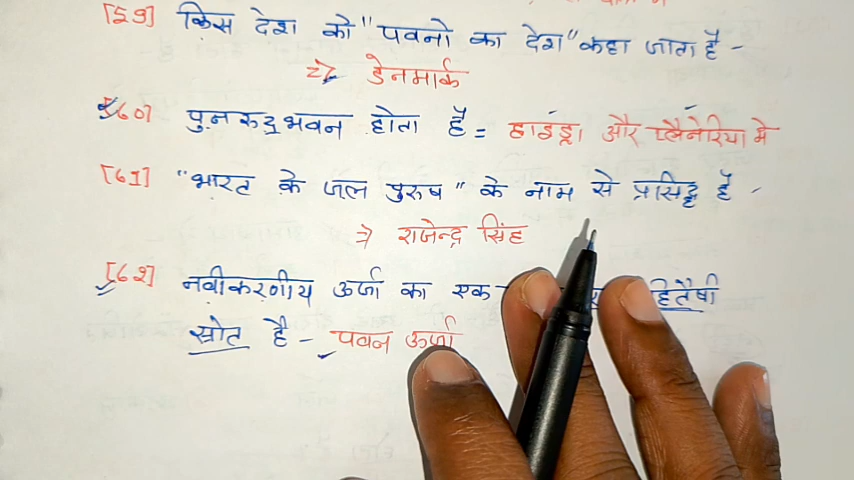 [59] किस देश को "पवनो का देश" कहा जाता है -
=> डेनमार्क
[60] पुनरुद्भवन होता है = हाइड्रा और प्लैनेरिया में
[61] "भारत के जल पुरुष" के नाम से प्रसिद्ध है -
=> राजेन्द्र सिंह
[62] नवीकरणीय ऊर्जा का एक हितैषी
स्रोत है - पवन ऊर्जा